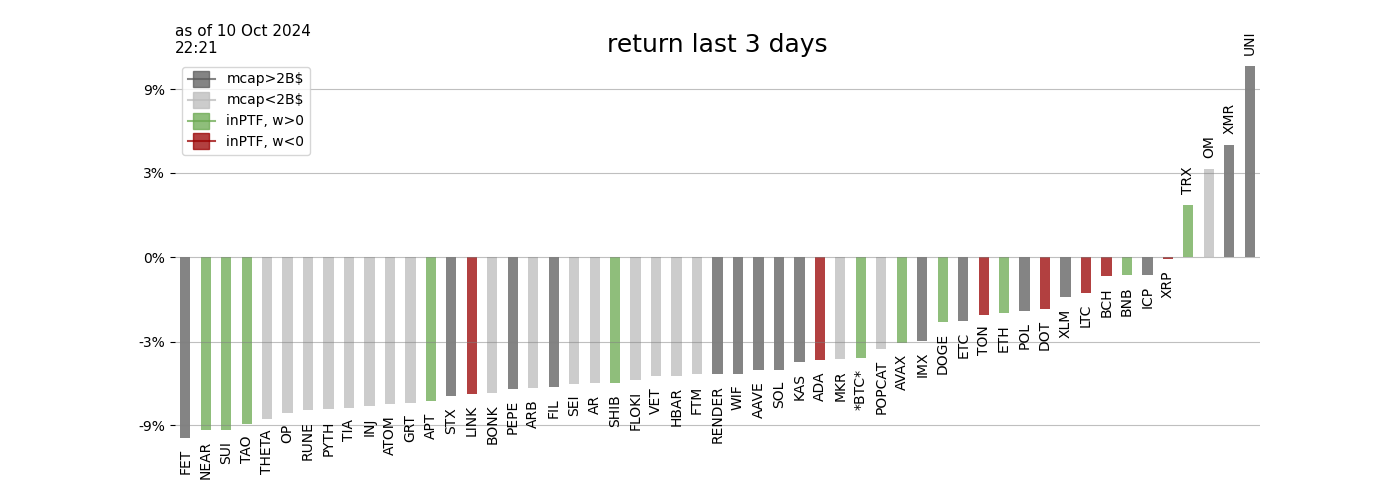 as of 10 Oct 2024
22:21
return last 3 days
mcap>2B$
mcap<2B$
inPTF, w>0
inPTF, w<0
9%
3%
0%
-3%
-9%
FET
NEAR
SUI
TAO
THETA
OP
RUNE
PYTH
TIA
INJ
ATOM
GRT
APT
STX
LINK
BONK
PEPE
ARB
FIL
SEI
AR
SHIB
FLOKI
VET
HBAR
FTM
RENDER
WIF
AAVE
SOL
KAS
ADA
MKR
*BTC*
POPCAT
AVAX
IMX
DOGE
ETC
TON
ETH
POL
DOT
XLM
LTC
BCH
BNB
ICP
XRP
TRX
OM
XMR
UNI